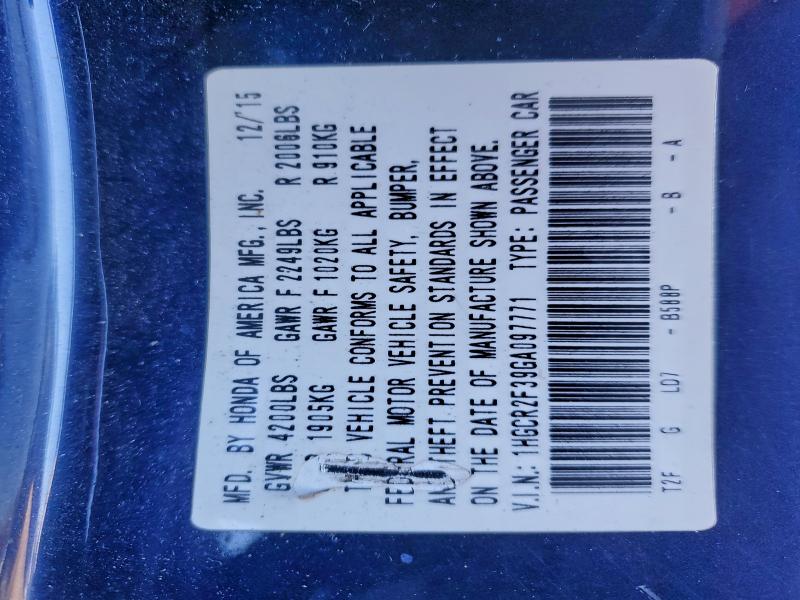 MFD. BY HONDA OF AMERICA MFG., INC. 12/'15
GVWR 4200LBS GAWR F 2249LBS R 2006LBS
1905KG GAWR F 1020KG R 910KG
VEHICLE CONFORMS TO ALL APPLICABLE
FEDERAL MOTOR VEHICLE SAFETY, BUMPER,
AND THEFT PREVENTION STANDARDS IN EFFECT
ON THE DATE OF MANUFACTURE SHOWN ABOVE.
V.I.N.: 1HGCR2F39GA097771 TYPE: PASSENGER CAR
T2F G LD7 - B588P - B - A